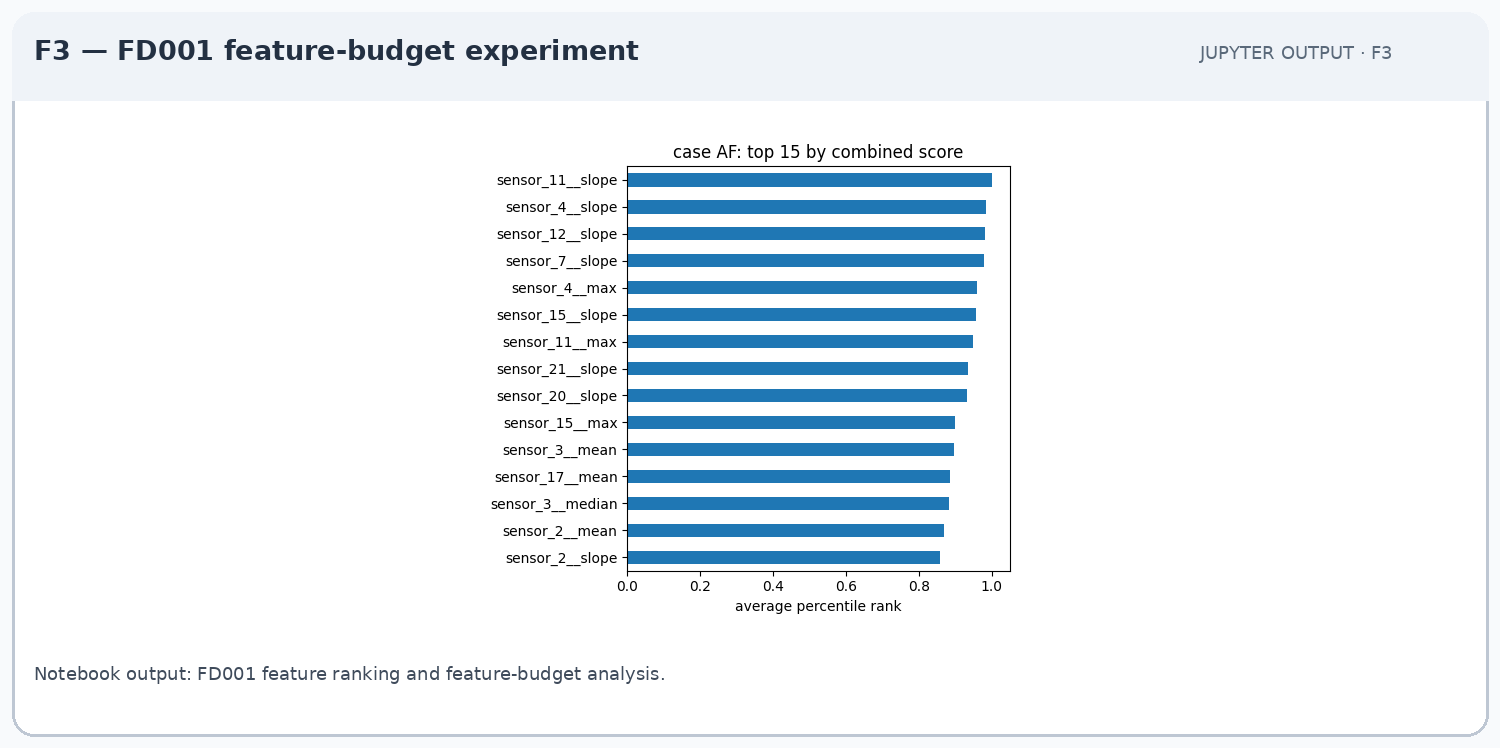 F3 — FD001 feature-budget experiment
JUPYTER OUTPUT · F3
case AF: top 15 by combined score
sensor_11__slope
sensor_4__slope
sensor_12__slope
sensor_7__slope
sensor_4__max
sensor_15__slope
sensor_11__max
sensor_21__slope
sensor_20__slope
sensor_15__max
sensor_3__mean
sensor_17__mean
sensor_3__median
sensor_2__mean
sensor_2__slope
0.0 0.2 0.4 0.6 0.8 1.0
average percentile rank
Notebook output: FD001 feature ranking and feature-budget analysis.